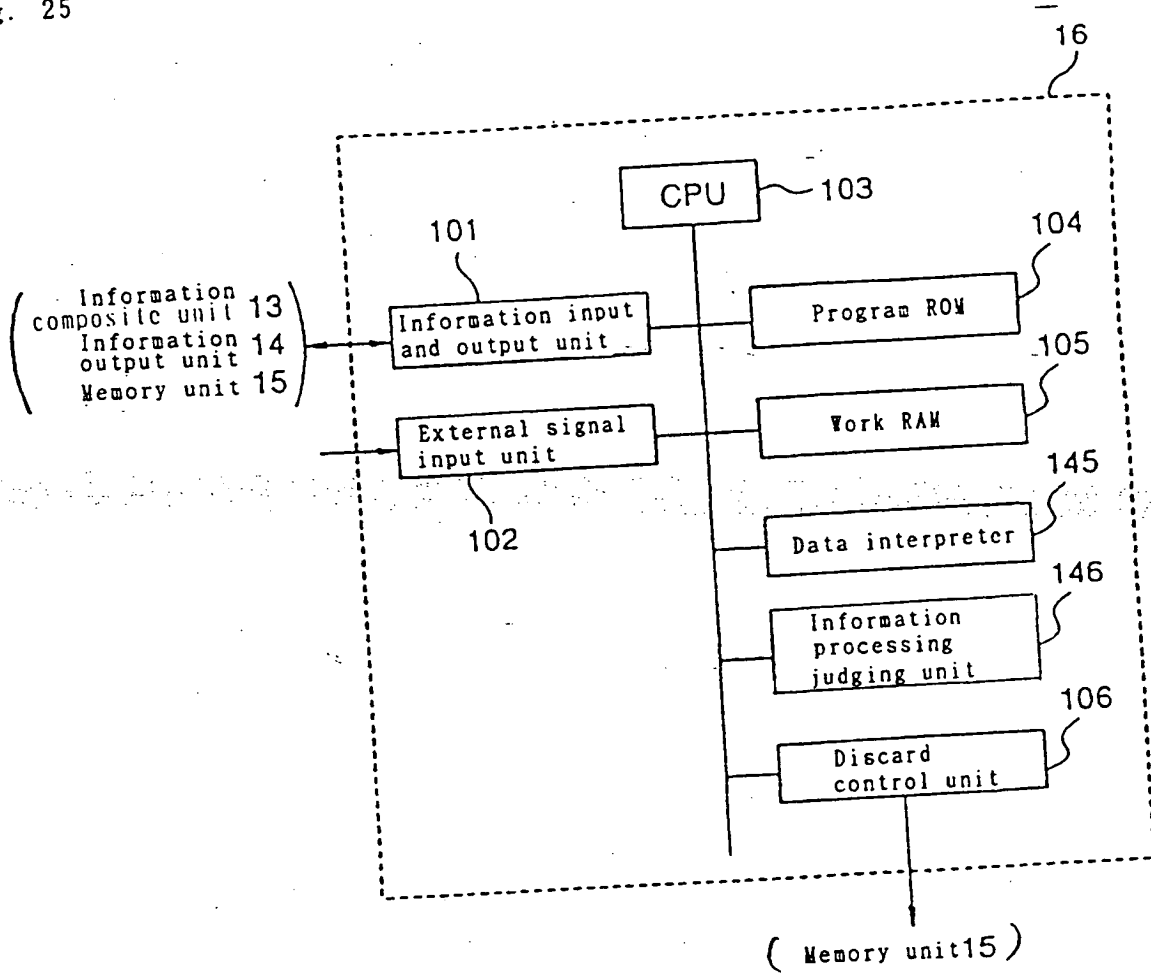 g. 25
16
CPU
103
101
104
Information
composite unit 13
Information
output unit 14
Memory unit 15
Information input
and output unit
Program ROM
105
External signal
input unit
Work RAM
102
145
Data interpreter
146
Information
processing
judging unit
106
Discard
control unit
( Memory unit15 )